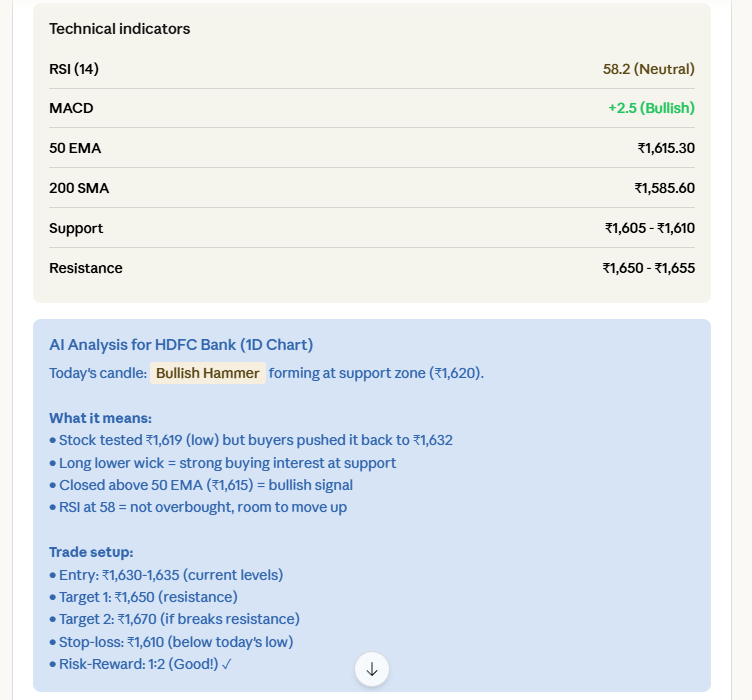 Technical indicators
RSI (14) 58.2 (Neutral)
MACD +2.5 (Bullish)
50 EMA ₹1,615.30
200 SMA ₹1,585.60
Support ₹1,605 - ₹1,610
Resistance ₹1,650 - ₹1,655
AI Analysis for HDFC Bank (1D Chart)
Today's candle: Bullish Hammer forming at support zone (₹1,620).
What it means:
• Stock tested ₹1,619 (low) but buyers pushed it back to ₹1,632
• Long lower wick = strong buying interest at support
• Closed above 50 EMA (₹1,615) = bullish signal
• RSI at 58 = not overbought, room to move up
Trade setup:
• Entry: ₹1,630-1,635 (current levels)
• Target 1: ₹1,650 (resistance)
• Target 2: ₹1,670 (if breaks resistance)
• Stop-loss: ₹1,610 (below today's low)
• Risk-Reward: 1:2 (Good!) ✓